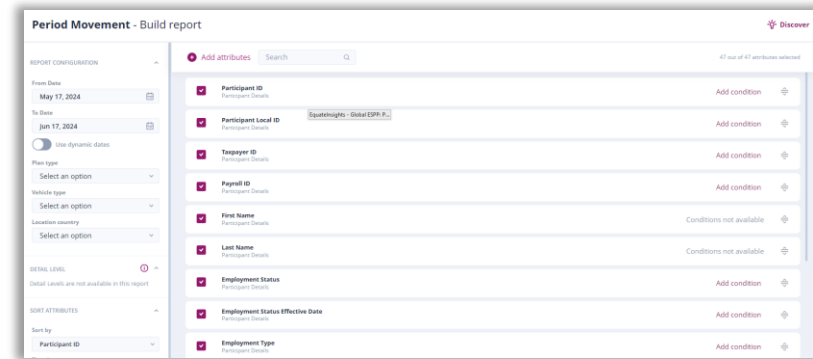 Period Movement - Build report
Discover
REPORT CONFIGURATION
From Date
May 17, 2024
To Date
Jun 17, 2024
Use dynamic dates
Plan type
Select an option
Vehicle type
Select an option
Location country
Select an option
DETAIL LEVEL
Detail Levels are not available in this report
SORT ATTRIBUTES
Sort by
Participant ID
Add attributes
Search
47 out of 47 attributes selected
Participant ID
Participant Details
Add condition
EquateInsights - Global ESPP: P...
Participant Local ID
Participant Details
Add condition
Taxpayer ID
Participant Details
Add condition
Payroll ID
Participant Details
Add condition
First Name
Participant Details
Conditions not available
Last Name
Participant Details
Conditions not available
Employment Status
Participant Details
Add condition
Employment Status Effective Date
Participant Details
Add condition
Employment Type
Participant Details
Add condition